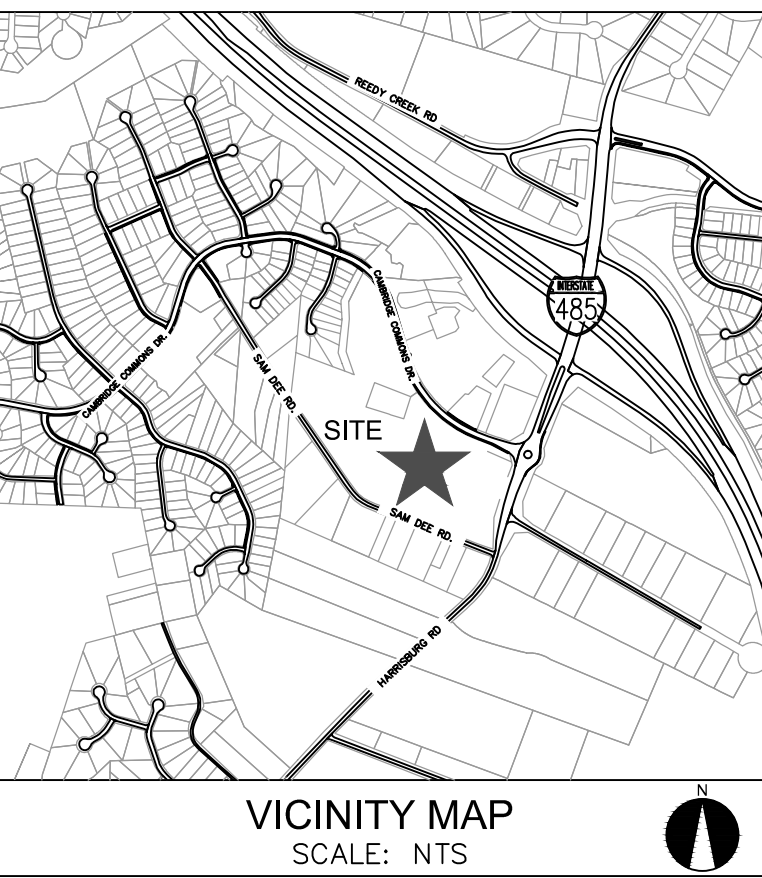 REEDY CREEK RD
CAMBRIDGE COMMONS DR.
INTERSTATE
485
CAMBRIDGE COMMONS DR.
SAM DEE RD.
SITE
SAM DEE RD.
HARRISBURG RD
VICINITY MAP
SCALE: NTS
N